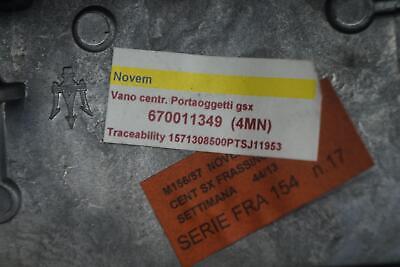 Novem
Vano centr. Portaoggetti gsx
670011349 (4MN)
Traceability 1571308500PTSJ11953
M156/57 NOVE
CENT SX FRASSIN
SETTIMANA 44/13
SERIE FRA 154 n.17